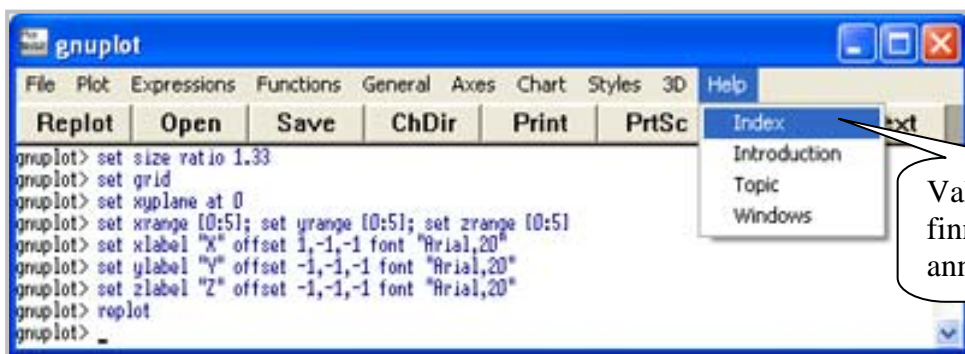 gnuplot
File Plot Expressions Functions General Axes Chart Styles 3D Help
Replot Open Save ChDir Print PrtSc
Index
Introduction
Topic
Windows
gnuplot> set size ratio 1.33
gnuplot> set grid
gnuplot> set xyplane at 0
gnuplot> set xrange [0:5]; set yrange [0:5]; set zrange [0:5]
gnuplot> set xlabel "X" offset 1,-1,-1 font "Arial,20"
gnuplot> set ylabel "Y" offset -1,-1,-1 font "Arial,20"
gnuplot> set zlabel "Z" offset -1,-1,-1 font "Arial,20"
gnuplot> replot
gnuplot> _